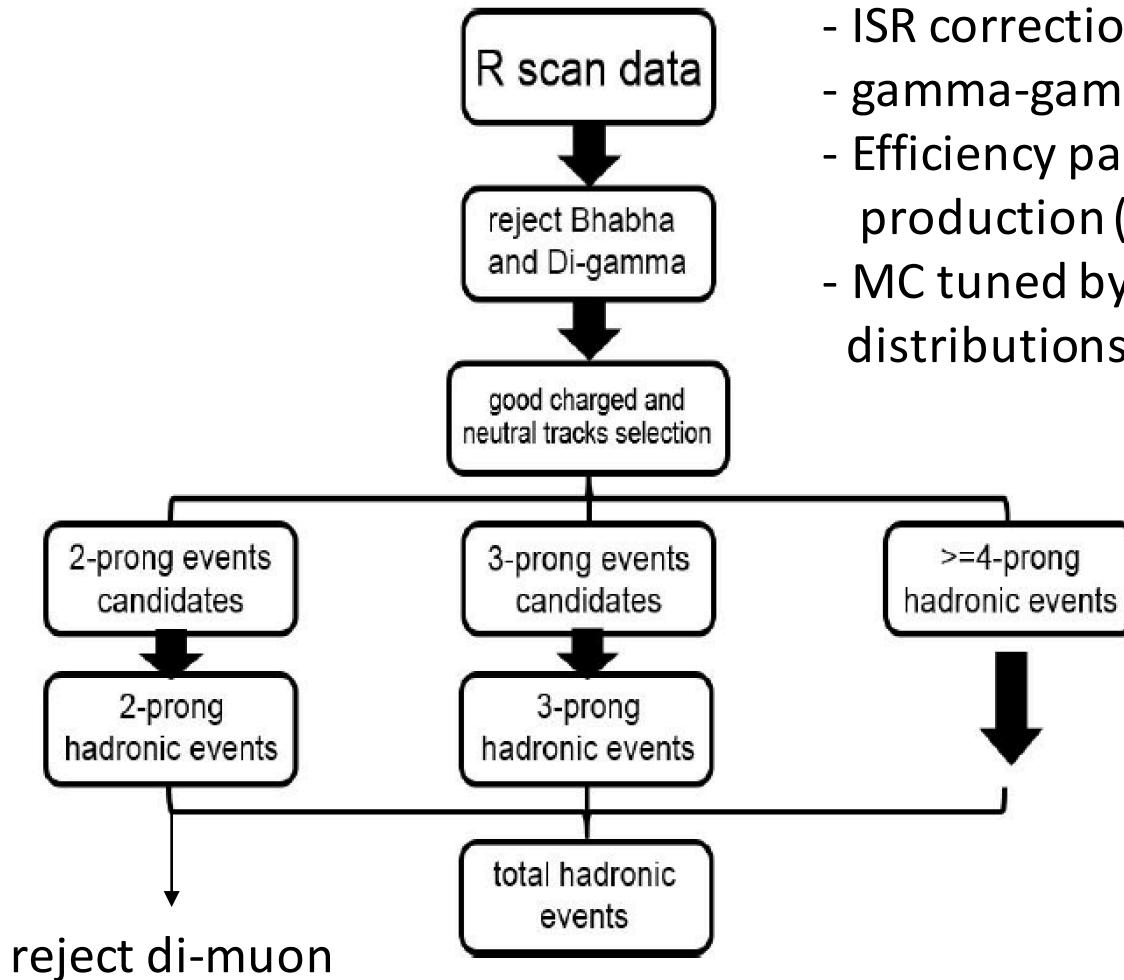 R scan data
reject Bhabha
and Di-gamma
good charged and
neutral tracks selection
2-prong events
candidates
3-prong events
candidates
>=4-prong
hadronic events
2-prong
hadronic events
3-prong
hadronic events
total hadronic
events
reject di-muon
- ISR correctio
- gamma-gam
- Efficiency pa
production (
- MC tuned by
distributions